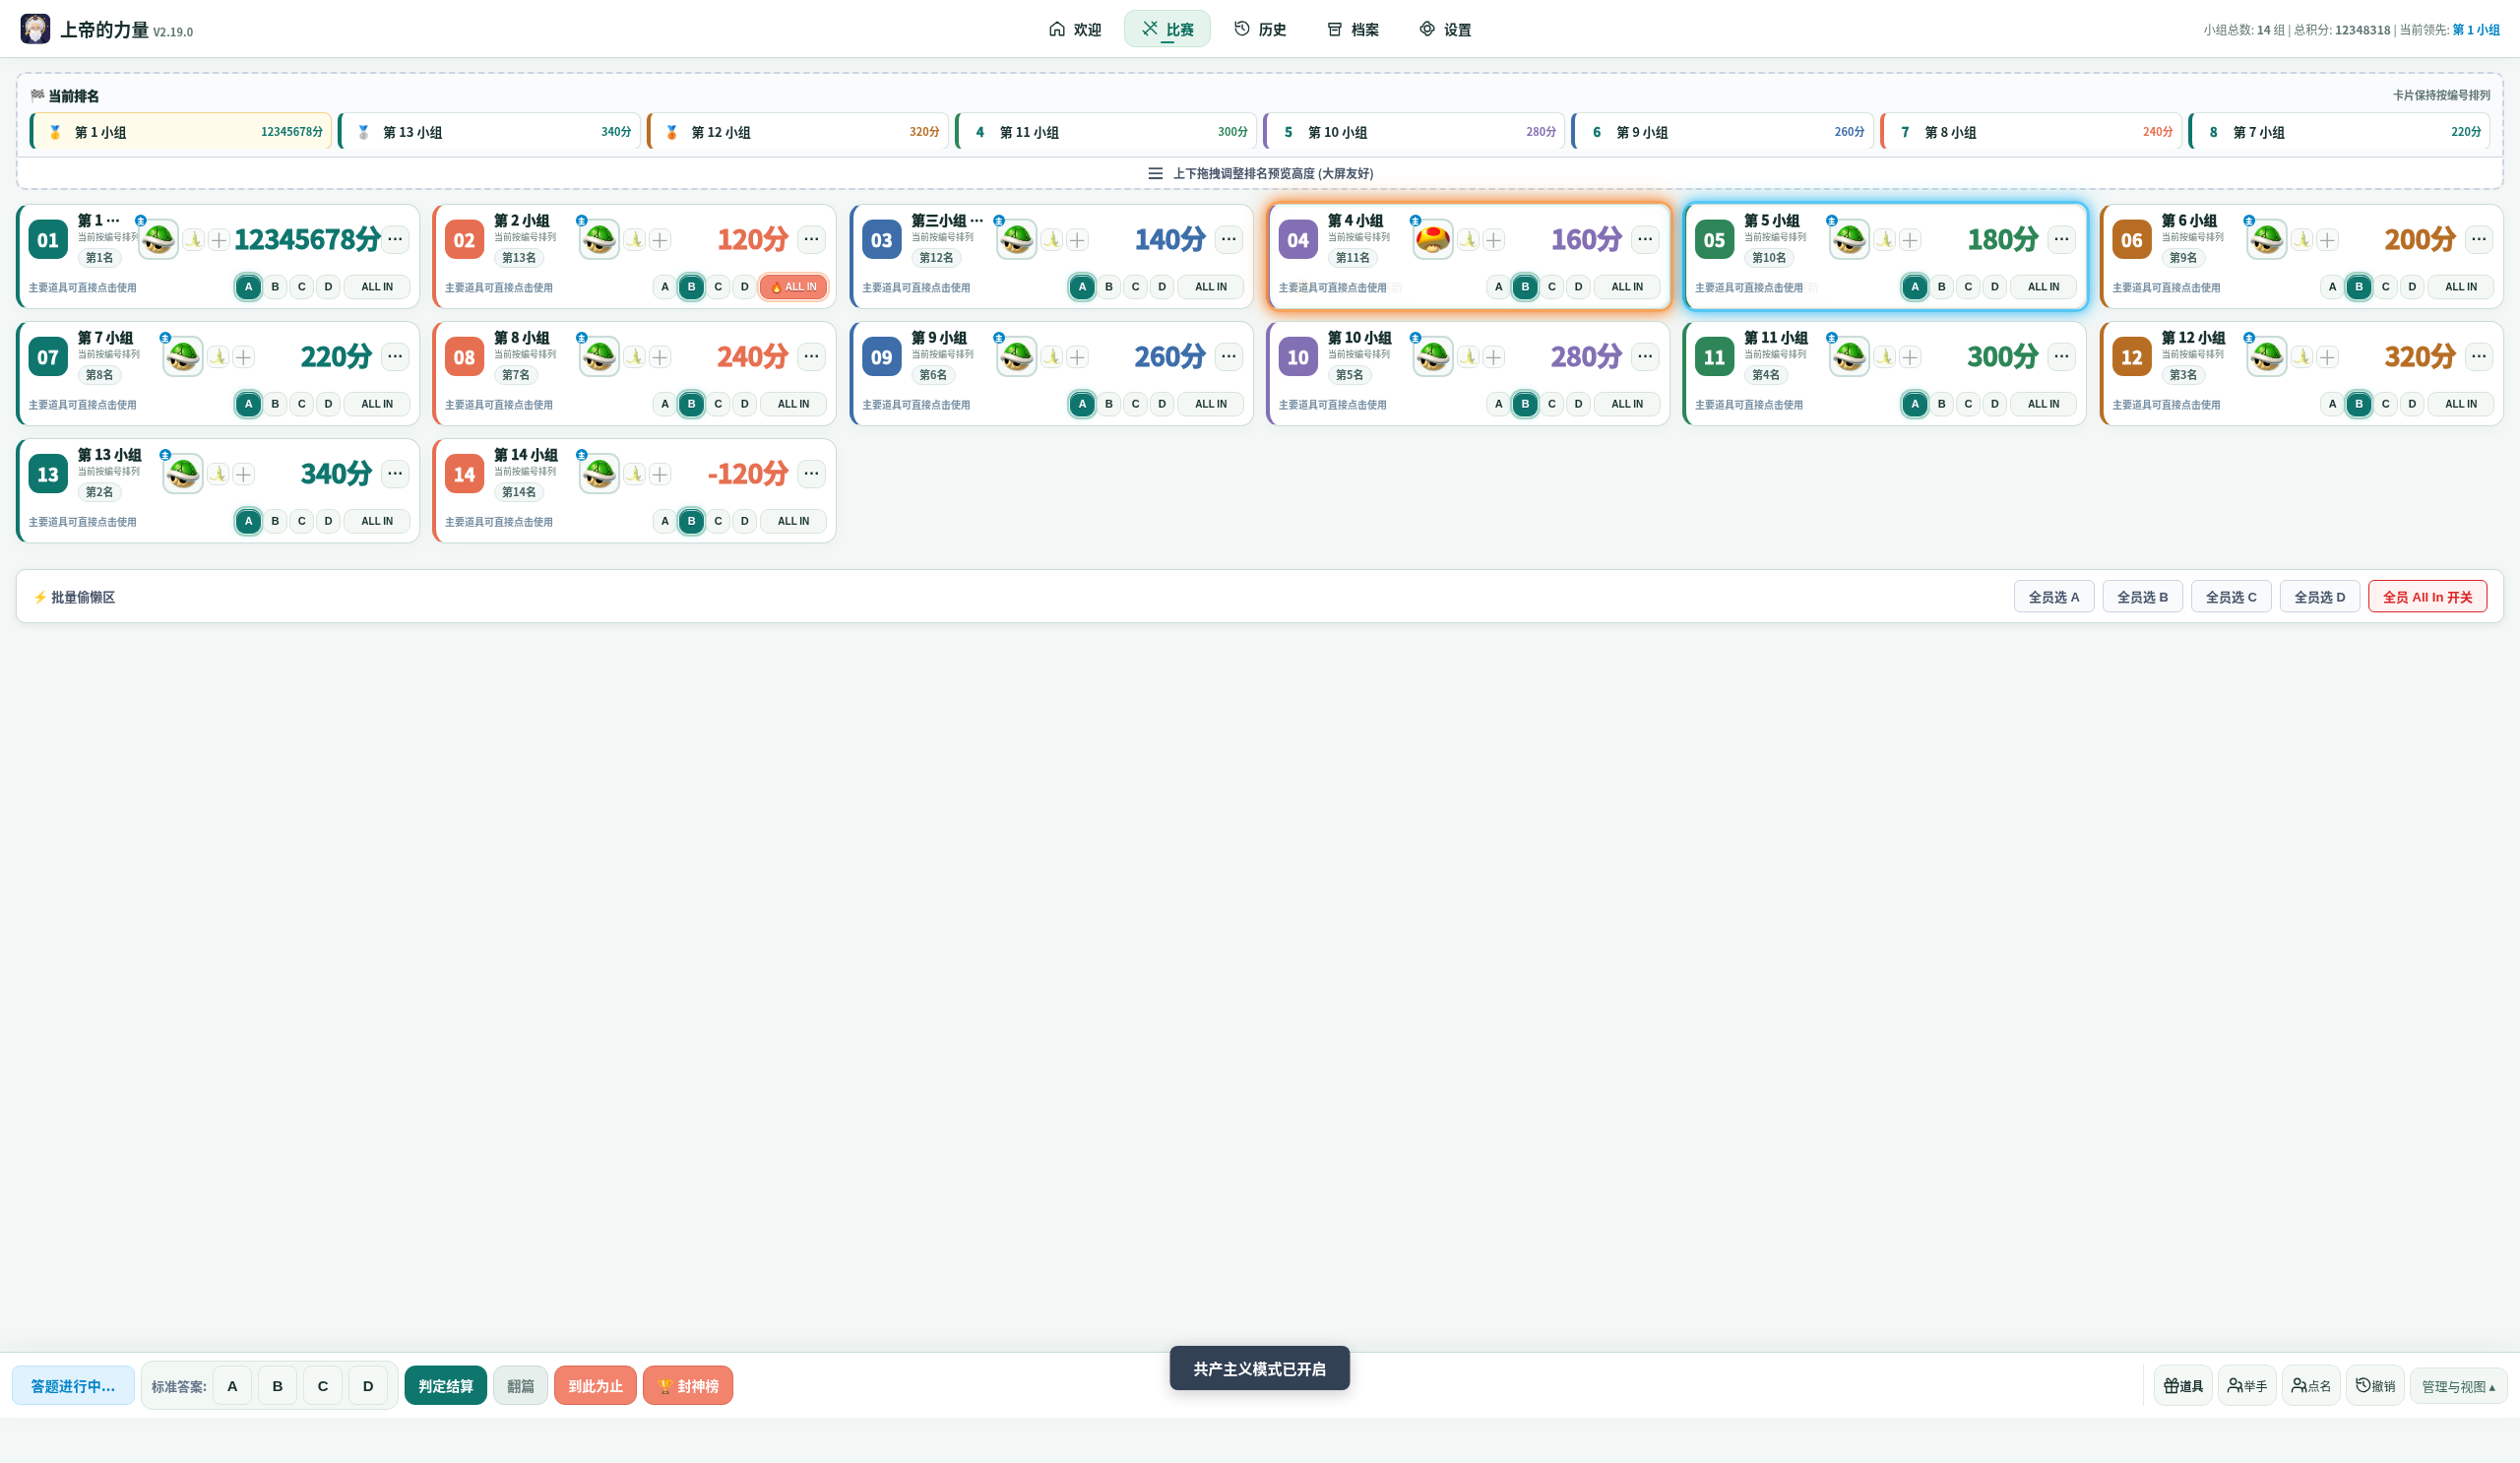 上帝的力量 V2.19.0
欢迎
比赛
历史
档案
设置
小组总数: 14 组 | 总积分: 12348318 | 当前领先: 第 1 小组
当前排名
卡片保持按编号排列
第 1 小组 12345678分
第 13 小组 340分
第 12 小组 320分
4 第 11 小组 300分
5 第 10 小组 280分
6 第 9 小组 260分
7 第 8 小组 240分
8 第 7 小组 220分
上下拖拽调整排名预览高度 (大屏友好)
01 第 1 ⋯ 当前按编号排列 第1名 主 12345678分 ⋯
主要道具可直接点击使用 A B C D ALL IN
02 第 2 小组 当前按编号排列 第13名 主 120分 ⋯
主要道具可直接点击使用 A B C D ALL IN
03 第三小组 ⋯ 当前按编号排列 第12名 主 140分 ⋯
主要道具可直接点击使用 A B C D ALL IN
04 第 4 小组 当前按编号排列 第11名 主 160分 ⋯
主要道具可直接点击使用 A B C D ALL IN
05 第 5 小组 当前按编号排列 第10名 主 180分 ⋯
主要道具可直接点击使用 A B C D ALL IN
06 第 6 小组 当前按编号排列 第9名 主 200分 ⋯
主要道具可直接点击使用 A B C D ALL IN
07 第 7 小组 当前按编号排列 第8名 主 220分 ⋯
主要道具可直接点击使用 A B C D ALL IN
08 第 8 小组 当前按编号排列 第7名 主 240分 ⋯
主要道具可直接点击使用 A B C D ALL IN
09 第 9 小组 当前按编号排列 第6名 主 260分 ⋯
主要道具可直接点击使用 A B C D ALL IN
10 第 10 小组 当前按编号排列 第5名 主 280分 ⋯
主要道具可直接点击使用 A B C D ALL IN
11 第 11 小组 当前按编号排列 第4名 主 300分 ⋯
主要道具可直接点击使用 A B C D ALL IN
12 第 12 小组 当前按编号排列 第3名 主 320分 ⋯
主要道具可直接点击使用 A B C D ALL IN
13 第 13 小组 当前按编号排列 第2名 主 340分 ⋯
主要道具可直接点击使用 A B C D ALL IN
14 第 14 小组 当前按编号排列 第14名 主 -120分 ⋯
主要道具可直接点击使用 A B C D ALL IN
批量偷懒区
全员选 A
全员选 B
全员选 C
全员选 D
全员 All In 开关
共产主义模式已开启
答题进行中...
标准答案: A B C D
判定结算
翻篇
到此为止
封神榜
道具
举手
点名
撤销
管理与视图 ▴